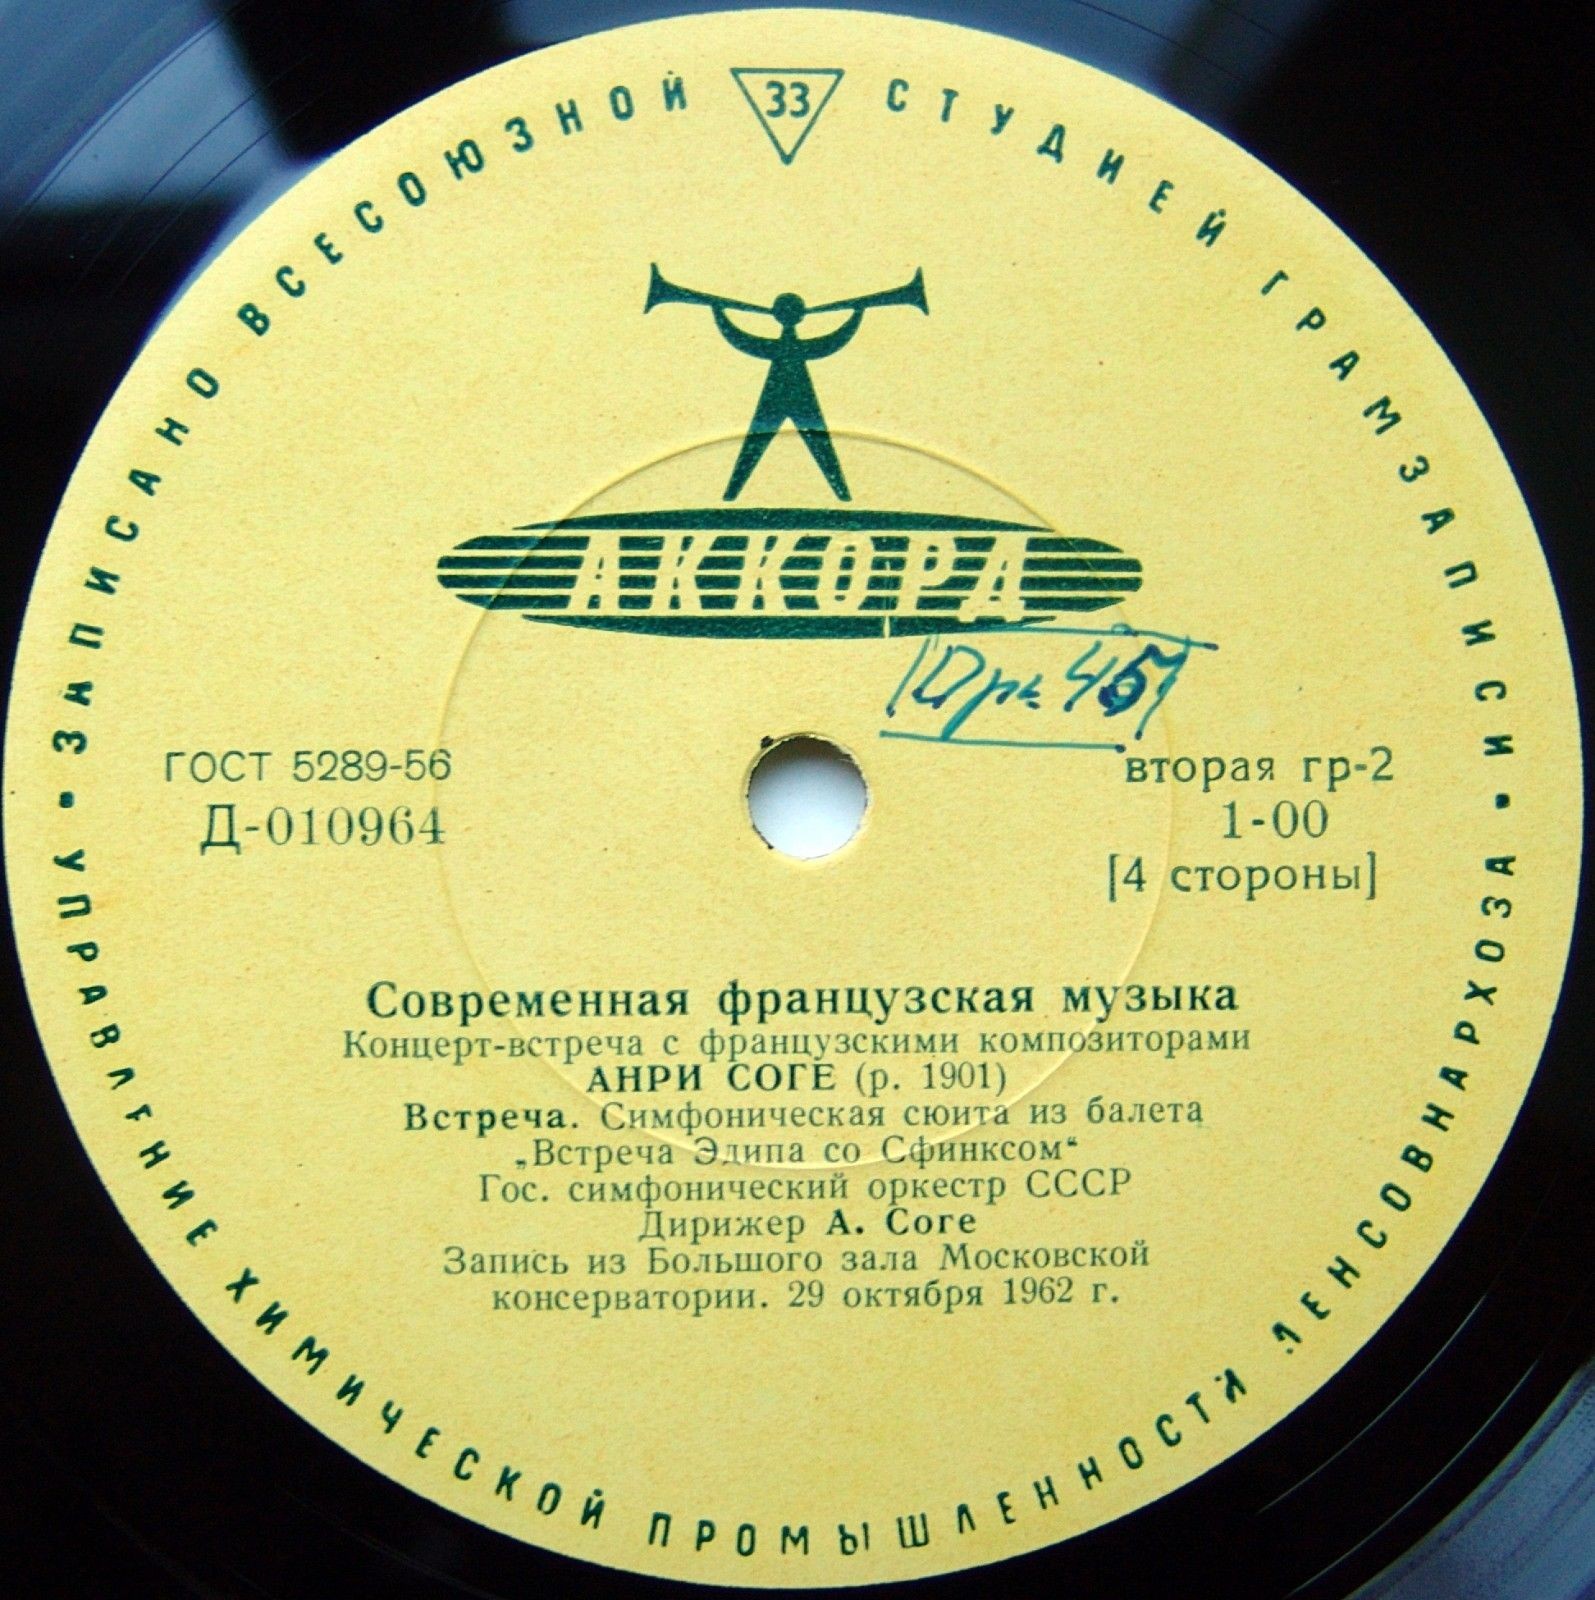 ЗАПИСАНО ВСЕСОЮЗНОЙ СТУДИЕЙ ГРАМЗАПИСИ
33
АККОРД
ГОСТ 5289-56
Д-010964
вторая гр-2
1-00
[4 стороны]
Современная французская музыка
Концерт-встреча с французскими композиторами
АНРИ СОГЕ (р. 1901)
Встреча. Симфоническая сюита из балета
„Встреча Эдипа со Сфинксом“
Гос. симфонический оркестр СССР
Дирижер А. Соге
Запись из Большого зала Московской
консерватории. 29 октября 1962 г.
УПРАВЛЕНИЕ ХИМИЧЕСКОЙ ПРОМЫШЛЕННОСТИ ЛЕНСОВНАРХОЗА